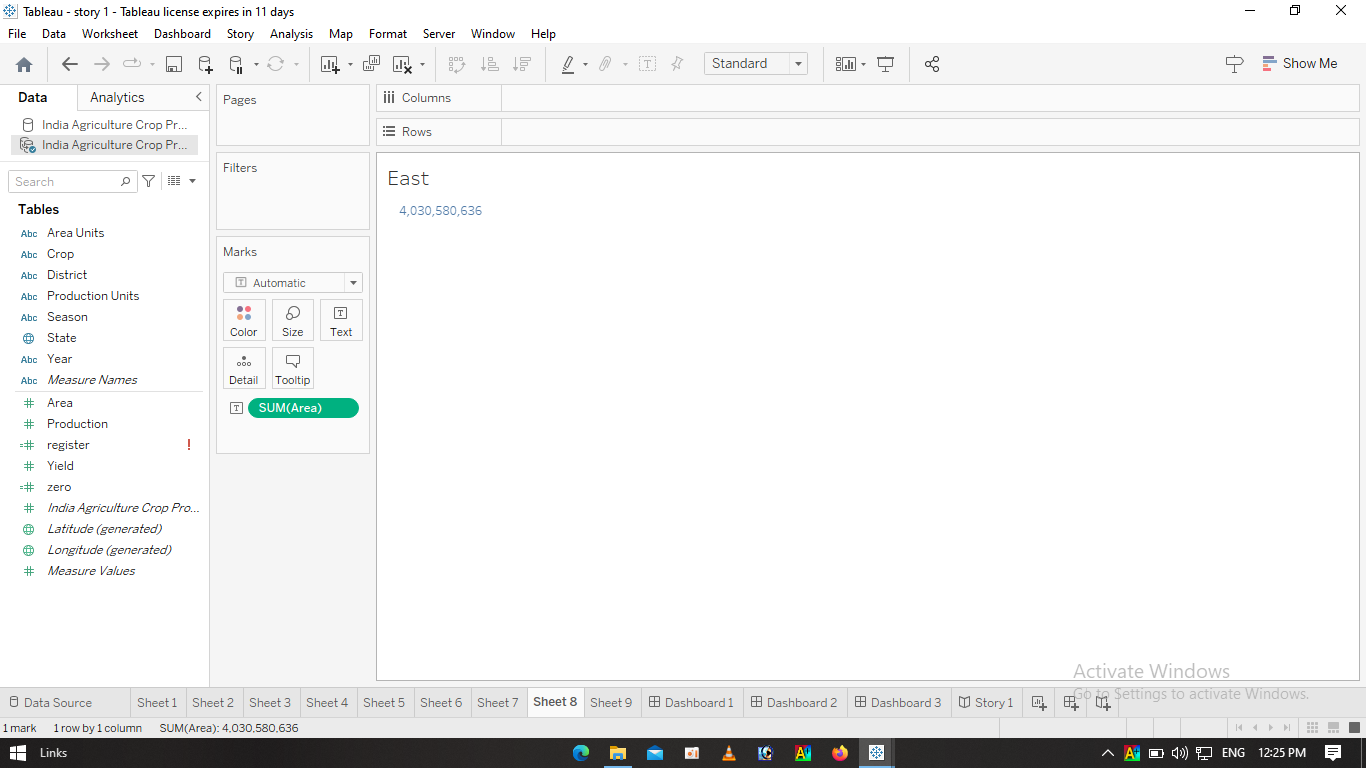 Tableau - story 1 - Tableau license expires in 11 days
File Data Worksheet Dashboard Story Analysis Map Format Server Window Help
Standard
Show Me
Data Analytics
India Agriculture Crop Pr...
India Agriculture Crop Pr...
Search
Tables
Abc Area Units
Abc Crop
Abc District
Abc Production Units
Abc Season
State
Abc Year
Abc Measure Names
# Area
# Production
=# register !
# Yield
=# zero
# India Agriculture Crop Pro...
Latitude (generated)
Longitude (generated)
# Measure Values
Pages
Filters
Marks
T Automatic
Color Size Text
Detail Tooltip
T SUM(Area)
Columns
Rows
East
4,030,580,636
Activate Windows
Go to Settings to activate Windows.
Data Source Sheet 1 Sheet 2 Sheet 3 Sheet 4 Sheet 5 Sheet 6 Sheet 7 Sheet 8 Sheet 9 Dashboard 1 Dashboard 2 Dashboard 3 Story 1
1 mark 1 row by 1 column SUM(Area): 4,030,580,636
Links
ENG 12:25 PM